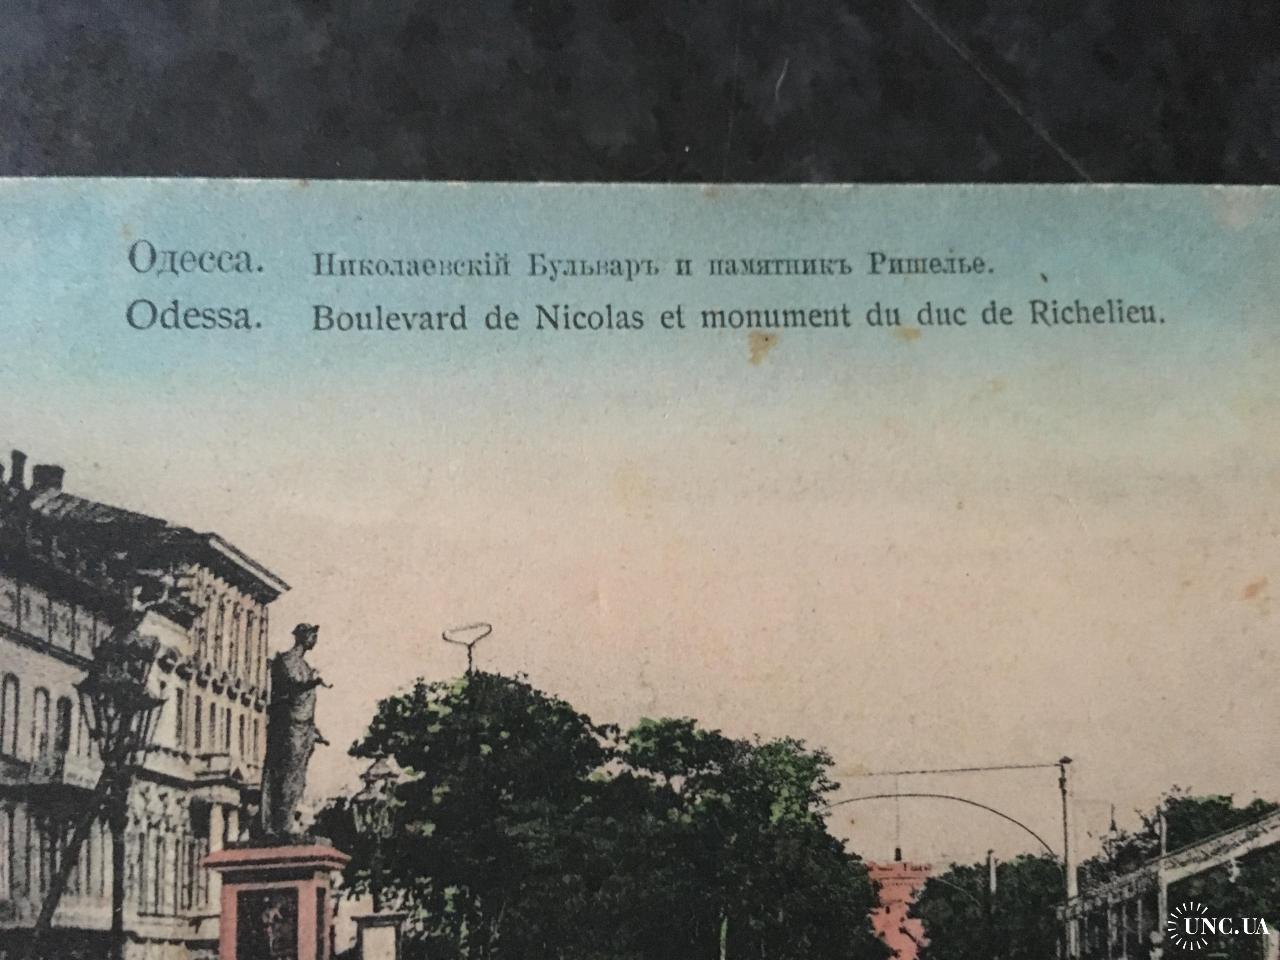 Одесса. Николаевскій Бульваръ и памятникъ Ришелье.
Odessa. Boulevard de Nicolas et monument du duc de Richelieu.
UNC.UA